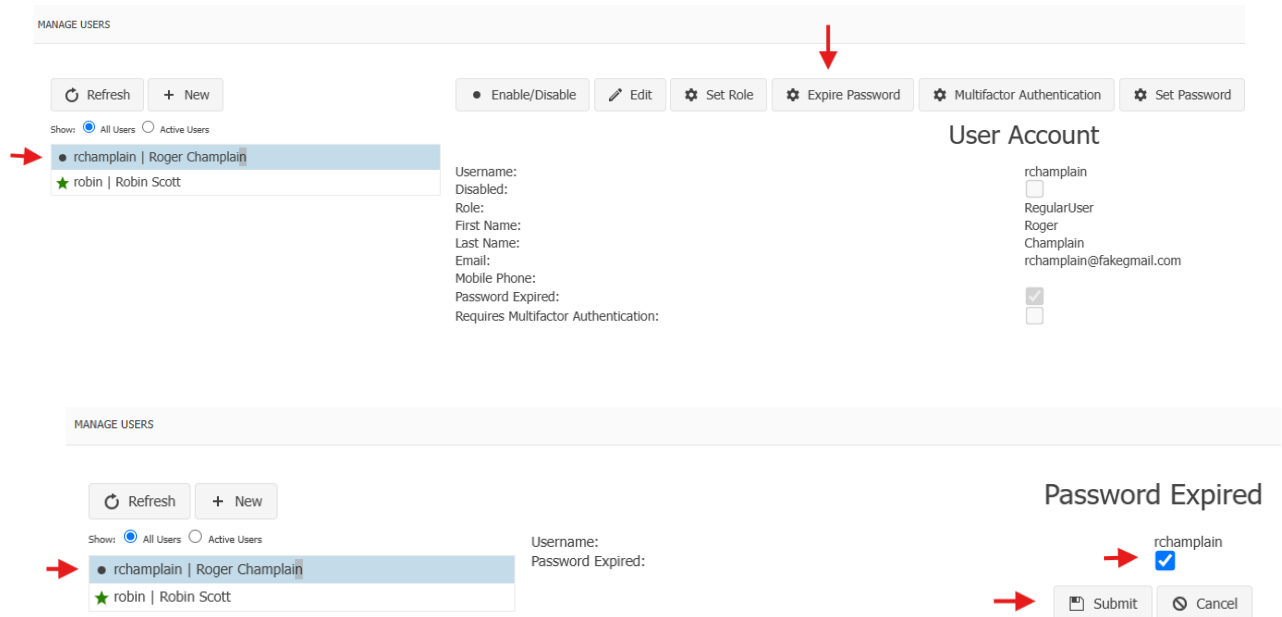 MANAGE USERS
Refresh + New
Enable/Disable Edit Set Role Expire Password Multifactor Authentication Set Password
Show: All Users Active Users
User Account
rchamplain | Roger Champlain
robin | Robin Scott
Username: rchamplain
Disabled:
Role: RegularUser
First Name: Roger
Last Name: Champlain
Email: rchamplain@fakegmail.com
Mobile Phone:
Password Expired:
Requires Multifactor Authentication:
MANAGE USERS
Refresh + New
Password Expired
Show: All Users Active Users
Username: rchamplain
Password Expired:
rchamplain | Roger Champlain
robin | Robin Scott
Submit Cancel